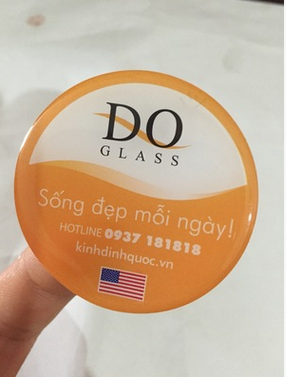 DO
GLASS
Sống đẹp mỗi ngày!
HOTLINE 0937 181818
kinhdinhquoc.vn